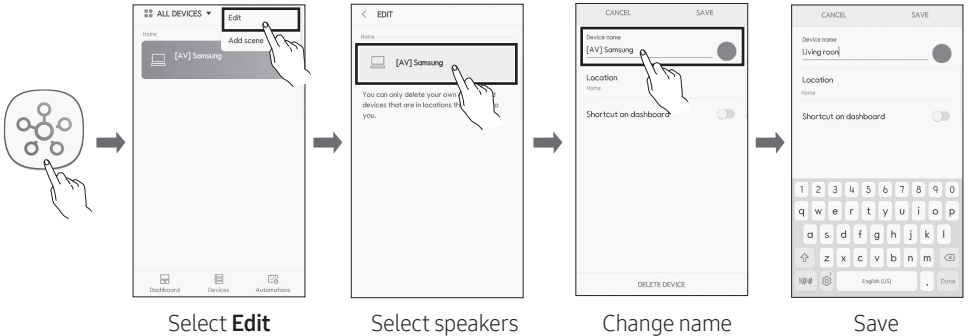 ALL DEVICES ▼
Edit
Add scene
Home
[AV] Samsung
Dashboard Devices Automations
Select Edit
< EDIT
Home
[AV] Samsung
You can only delete your own
devices that are in locations
you.
Select speakers
CANCEL SAVE
Device name
[AV] Samsung
Location
Home
Shortcut on dashboard
DELETE DEVICE
Change name
CANCEL SAVE
Device name
Living roon
Location
Home
Shortcut on dashboard
1 2 3 4 5 6 7 8 9 0
q w e r t y u i o p
a s d f g h j k l
z x c v b n m
!@# English (US) . Done
Save